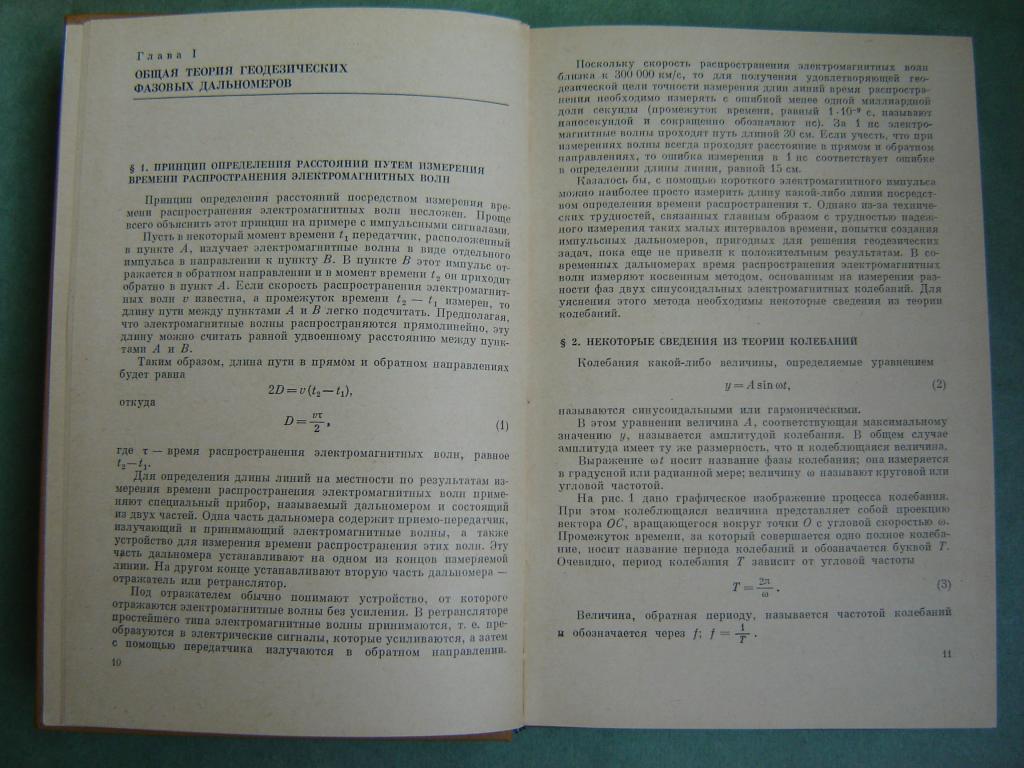 Глава I
ОБЩАЯ ТЕОРИЯ ГЕОДЕЗИЧЕСКИХ
ФАЗОВЫХ ДАЛЬНОМЕРОВ
§ 1. ПРИНЦИП ОПРЕДЕЛЕНИЯ РАССТОЯНИЙ ПУТЕМ ИЗМЕРЕНИЯ
ВРЕМЕНИ РАСПРОСТРАНЕНИЯ ЭЛЕКТРОМАГНИТНЫХ ВОЛН
Принцип определения расстояний посредством измерения вре-
мени распространения электромагнитных волн несложен. Проще
всего объяснить этот принцип на примере с импульсными сигналами.
Пусть в некоторый момент времени t₁ передатчик, расположенный
в пункте А, излучает электромагнитные волны в виде отдельного
импульса в направлении к пункту В. В пункте В этот импульс от-
ражается в обратном направлении и в момент времени t₂ он приходит
обратно в пункт А. Если скорость распространения электромагнит-
ных волн v известна, а промежуток времени t₂ — t₁ измерен, то
длину пути между пунктами А и В легко подсчитать. Предполагая,
что электромагнитные волны распространяются прямолинейно, эту
длину можно считать равной удвоенному расстоянию между пунк-
тами А и В.
Таким образом, длина пути в прямом и обратном направлениях
будет равна
2D = v (t₂ — t₁),
откуда
D = vτ/2, (1)
где τ — время распространения электромагнитных волн, равное
t₂—t₁.
Для определения длины линий на местности по результатам из-
мерения времени распространения электромагнитных волн приме-
няют специальный прибор, называемый дальномером и состоящий
из двух частей. Одна часть дальномера содержит приемо-передатчик,
излучающий и принимающий электромагнитные волны, а также
устройство для измерения времени распространения этих волн. Эту
часть дальномера устанавливают на одном из концов измеряемой
линии. На другом конце устанавливают вторую часть дальномера —
отражатель или ретранслятор.
Под отражателем обычно понимают устройство, от которого
отражаются электромагнитные волны без усиления. В ретрансляторе
простейшего типа электромагнитные волны принимаются, т. е. пре-
образуются в электрические сигналы, которые усиливаются, а затем
с помощью передатчика излучаются в обратном направлении.
10
Поскольку скорость распространения электромагнитных волн
близка к 300 000 км/с, то для получения удовлетворяющей гео-
дезической цели точности измерения длин линий время распростра-
нения необходимо измерять с ошибкой менее одной миллиардной
доли секунды (промежуток времени, равный 1·10⁻⁹ с, называют
наносекундой и сокращенно обозначают нс). За 1 нс электро-
магнитные волны проходят путь длиной 30 см. Если учесть, что при
измерениях волны всегда проходят расстояние в прямом и обратном
направлениях, то ошибка измерения в 1 нс соответствует ошибке
в определении длины линии, равной 15 см.
Казалось бы, с помощью короткого электромагнитного импульса
можно наиболее просто измерить длину какой-либо линии посредст-
вом определения времени распространения τ. Однако из-за техниче-
ских трудностей, связанных главным образом с трудностью надеж-
ного измерения таких малых интервалов времени, попытки создания
импульсных дальномеров, пригодных для решения геодезических
задач, пока еще не привели к положительным результатам. В со-
временных дальномерах время распространения электромагнитных
волн измеряют косвенным методом, основанным на измерении раз-
ности фаз двух синусоидальных электромагнитных колебаний. Для
уяснения этого метода необходимы некоторые сведения из теории
колебаний.
§ 2. НЕКОТОРЫЕ СВЕДЕНИЯ ИЗ ТЕОРИИ КОЛЕБАНИЙ
Колебания какой-либо величины, определяемые уравнением
y = A sin ωt, (2)
называются синусоидальными или гармоническими.
В этом уравнении величина А, соответствующая максимальному
значению y, называется амплитудой колебания. В общем случае
амплитуда имеет ту же размерность, что и колеблющаяся величина.
Выражение ωt носит название фазы колебания; она измеряется
в градусной или радианной мере; величину ω называют круговой или
угловой частотой.
На рис. 1 дано графическое изображение процесса колебания.
При этом колеблющаяся величина представляет собой проекцию
вектора ОС, вращающегося вокруг точки О с угловой скоростью ω.
Промежуток времени, за который совершается одно полное колеба-
ние, носит название периода колебаний и обозначается буквой Т.
Очевидно, период колебания Т зависит от угловой частоты
T = 2π/ω. (3)
Величина, обратная периоду, называется частотой колебаний
и обозначается через f; f = 1/T.
11